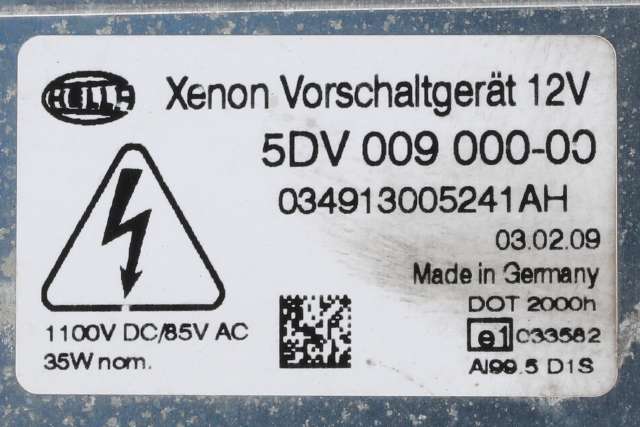 HELLA
Xenon Vorschaltgerät 12V
5DV 009 000-00
034913005241AH
03.02.09
Made in Germany
DOT 2000h
e1 033582
AI99.5 D1S
1100V DC/85V AC
35W nom.